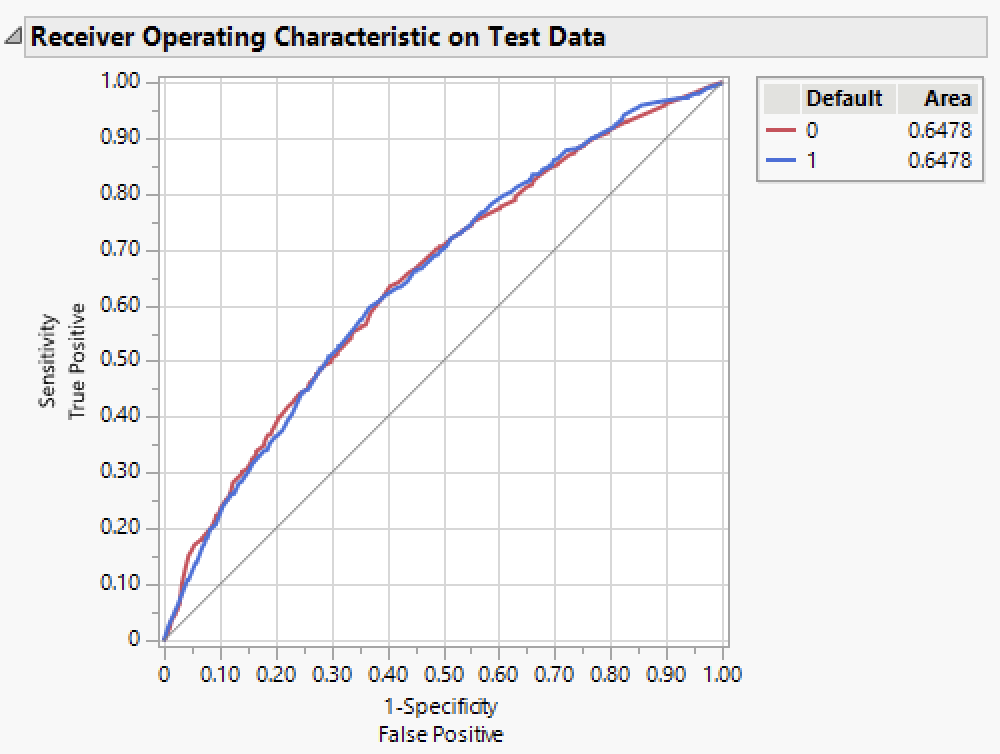 Receiver Operating Characteristic on Test Data
1.00
0.90
0.80
0.70
0.60
0.50
0.40
0.30
0.20
0.10
0
Sensitivity
True Positive
0 0.10 0.20 0.30 0.40 0.50 0.60 0.70 0.80 0.90 1.00
1-Specificity
False Positive
Default Area
0 0.6478
1 0.6478